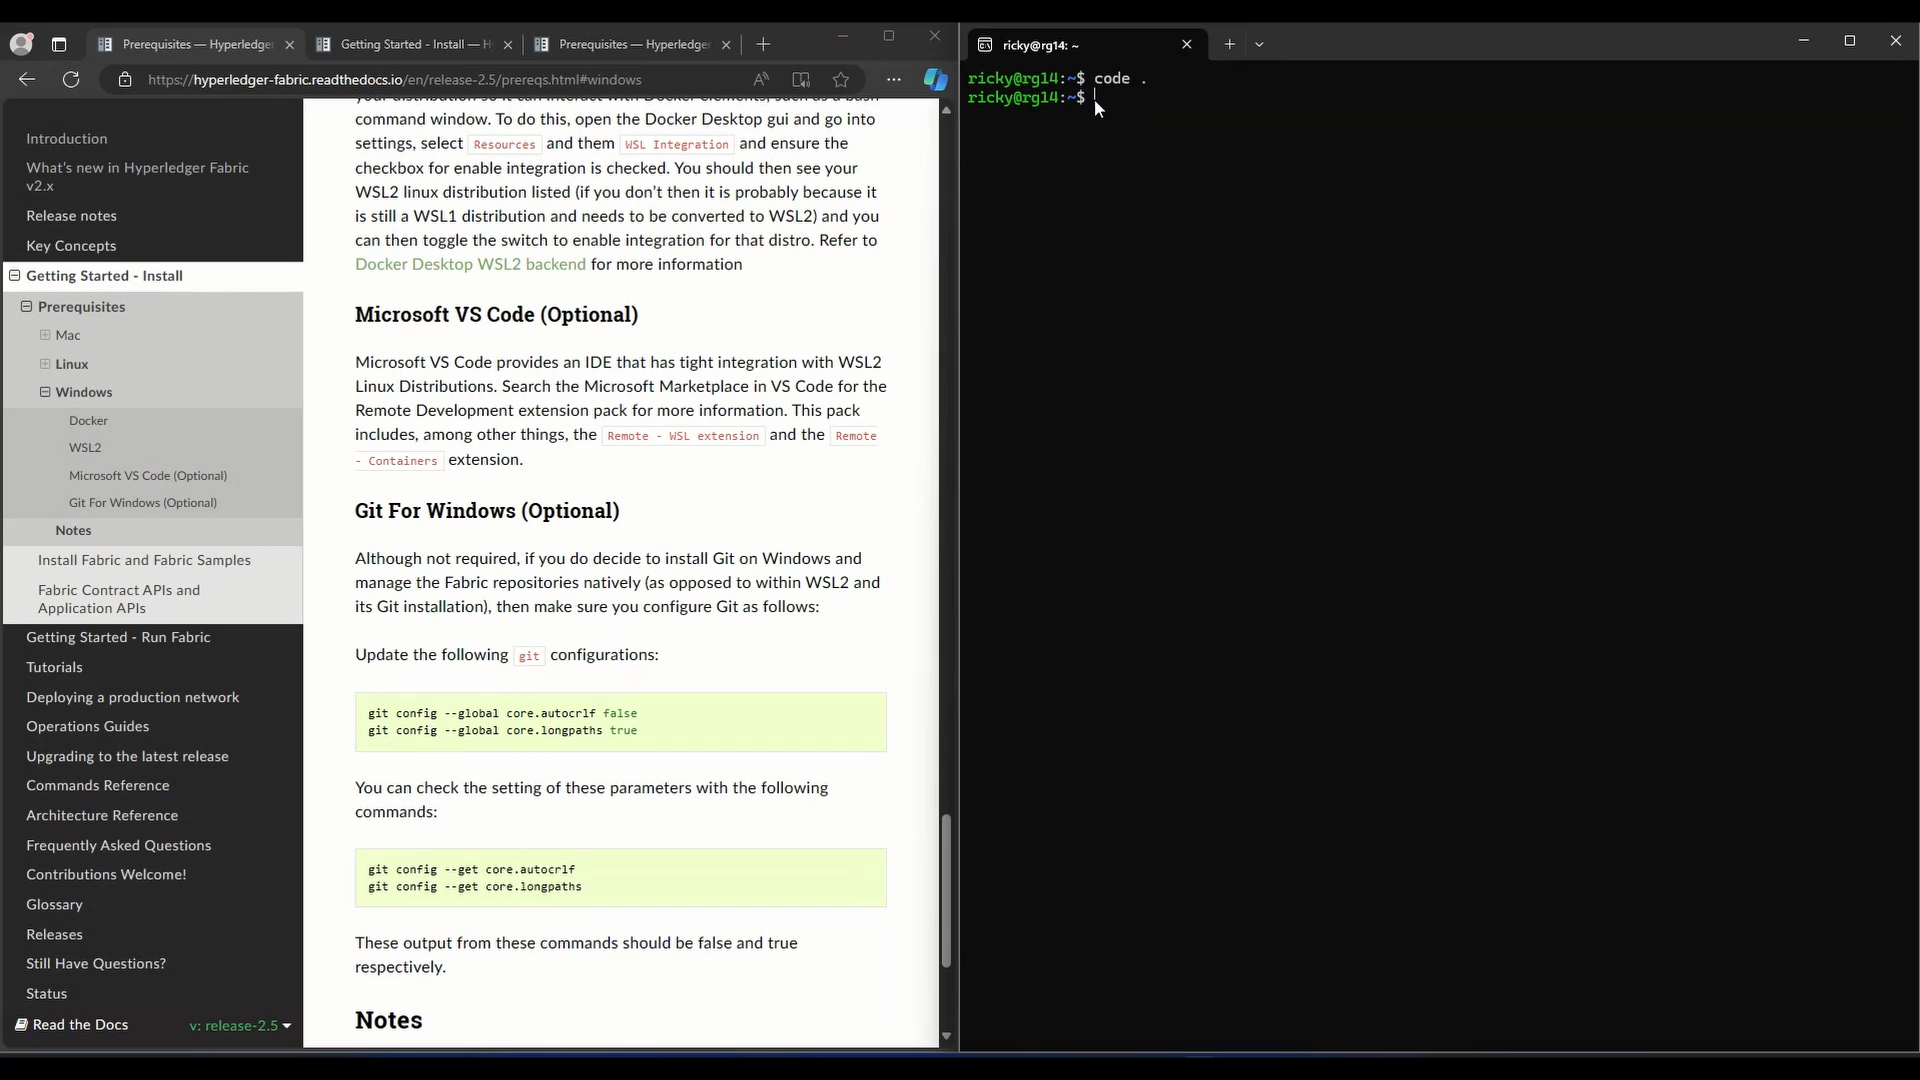 Prerequisites — Hyperledger
Getting Started - Install — H
Prerequisites — Hyperledger
https://hyperledger-fabric.readthedocs.io/en/release-2.5/prereqs.html#windows
Introduction
What's new in Hyperledger Fabric
v2.x
Release notes
Key Concepts
Getting Started - Install
Prerequisites
Mac
Linux
Windows
Docker
WSL2
Microsoft VS Code (Optional)
Git For Windows (Optional)
Notes
Install Fabric and Fabric Samples
Fabric Contract APIs and
Application APIs
Getting Started - Run Fabric
Tutorials
Deploying a production network
Operations Guides
Upgrading to the latest release
Commands Reference
Architecture Reference
Frequently Asked Questions
Contributions Welcome!
Glossary
Releases
Still Have Questions?
Status
Read the Docs v: release-2.5
your distribution so it can interact with Docker elements, such as a bash
command window. To do this, open the Docker Desktop gui and go into
settings, select Resources and them WSL Integration and ensure the
checkbox for enable integration is checked. You should then see your
WSL2 linux distribution listed (if you don't then it is probably because it
is still a WSL1 distribution and needs to be converted to WSL2) and you
can then toggle the switch to enable integration for that distro. Refer to
Docker Desktop WSL2 backend for more information
Microsoft VS Code (Optional)
Microsoft VS Code provides an IDE that has tight integration with WSL2
Linux Distributions. Search the Microsoft Marketplace in VS Code for the
Remote Development extension pack for more information. This pack
includes, among other things, the Remote - WSL extension and the Remote
- Containers extension.
Git For Windows (Optional)
Although not required, if you do decide to install Git on Windows and
manage the Fabric repositories natively (as opposed to within WSL2 and
its Git installation), then make sure you configure Git as follows:
Update the following git configurations:
git config --global core.autocrlf false
git config --global core.longpaths true
You can check the setting of these parameters with the following
commands:
git config --get core.autocrlf
git config --get core.longpaths
These output from these commands should be false and true
respectively.
Notes
ricky@rg14: ~
ricky@rg14:~$ code .
ricky@rg14:~$